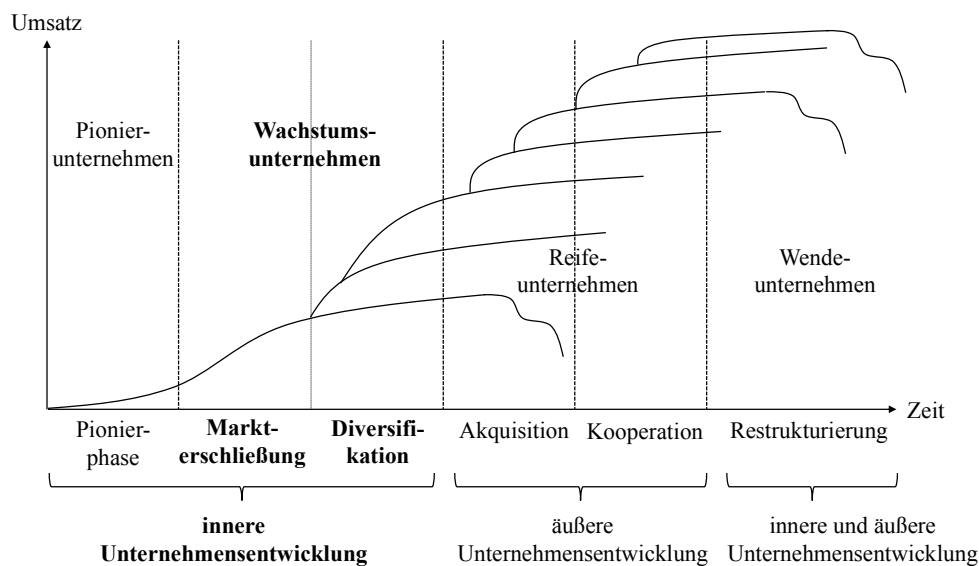 Umsatz
Pionier-
unternehmen
Wachstums-
unternehmen
Reife-
unternehmen
Wende-
unternehmen
Zeit
Pionier-
phase
Markt-
erschließung
Diversifi-
kation
Akquisition
Kooperation
Restrukturierung
innere
Unternehmensentwicklung
äußere
Unternehmensentwicklung
innere und äußere
Unternehmensentwicklung